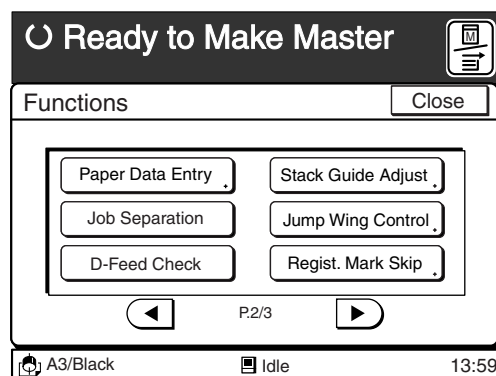 Ready to Make Master
M
Functions
Close
Paper Data Entry
Stack Guide Adjust
Job Separation
Jump Wing Control
D-Feed Check
Regist. Mark Skip
P.2/3
A3/Black
Idle
13:59